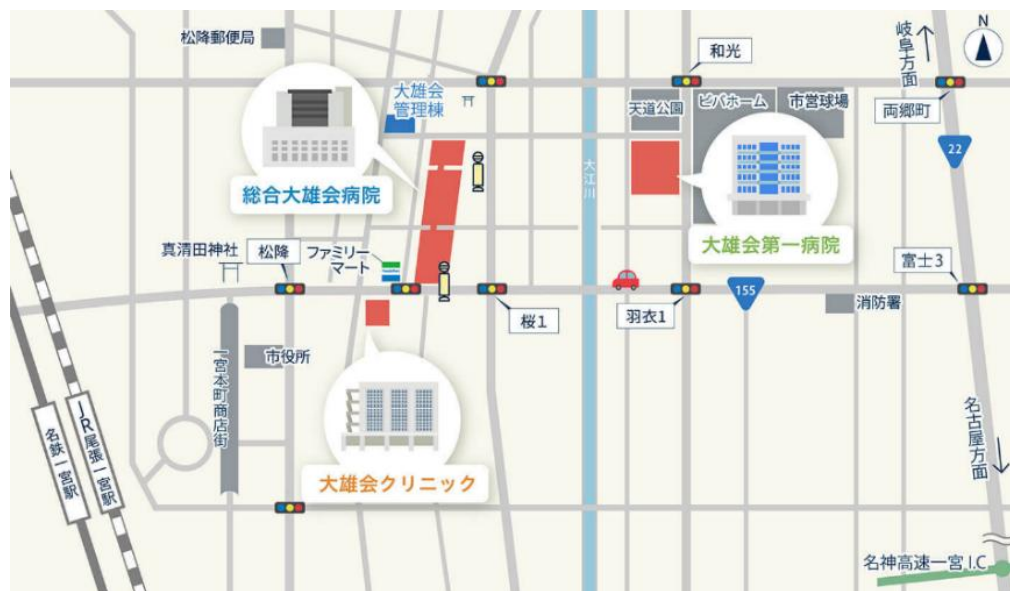 松降郵便局
和光
岐阜方面
N
大雄会
管理棟
天道公園
ビバホーム
市営球場
両郷町
22
総合大雄会病院
大江川
大雄会第一病院
真清田神社
松降
ファミリー
マート
富士3
155
消防署
桜1
羽衣1
市役所
一宮本町商店街
名鉄一宮駅
JR尾張一宮駅
大雄会クリニック
名古屋方面
名神高速一宮I.C